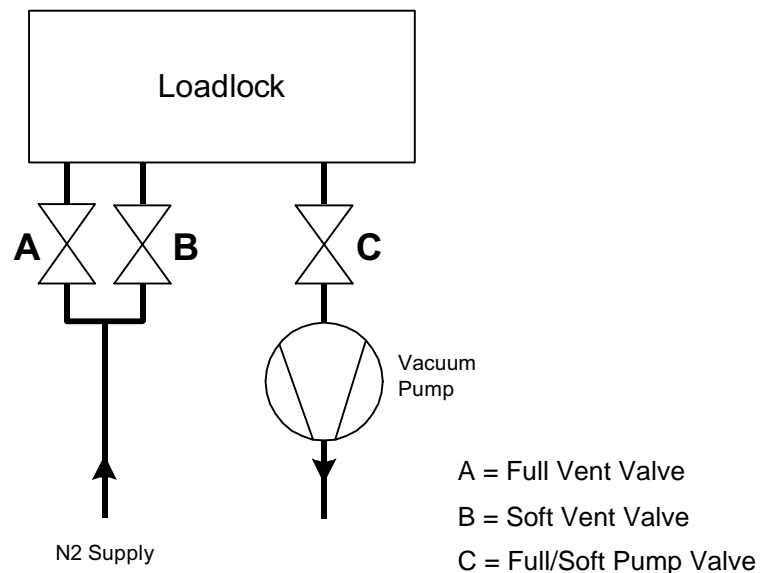 Loadlock
A
B
C
Vacuum
Pump
N2 Supply
A = Full Vent Valve
B = Soft Vent Valve
C = Full/Soft Pump Valve